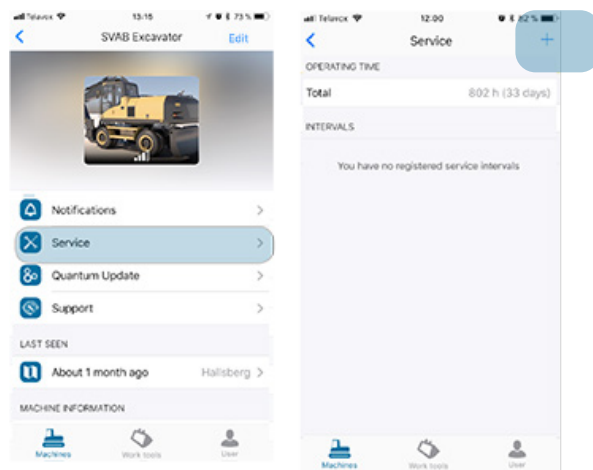 Telavox 13:15 73 %
SVAB Excavator Edit
Notifications
Service
Quantum Update
Support
LAST SEEN
About 1 month ago Hallsberg
MACHINE INFORMATION
Machines Work tools User
Telavox 12:00 82 %
Service +
OPERATING TIME
Total 802 h (33 days)
INTERVALS
You have no registered service intervals
Machines Work tools User